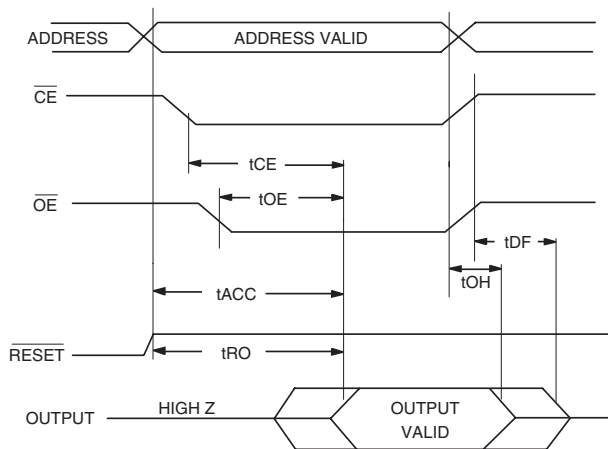 ADDRESS
ADDRESS VALID
CE
tCE
tOE
OE
tDF
tOH
tACC
RESET
tRO
OUTPUT
HIGH Z
OUTPUT
VALID